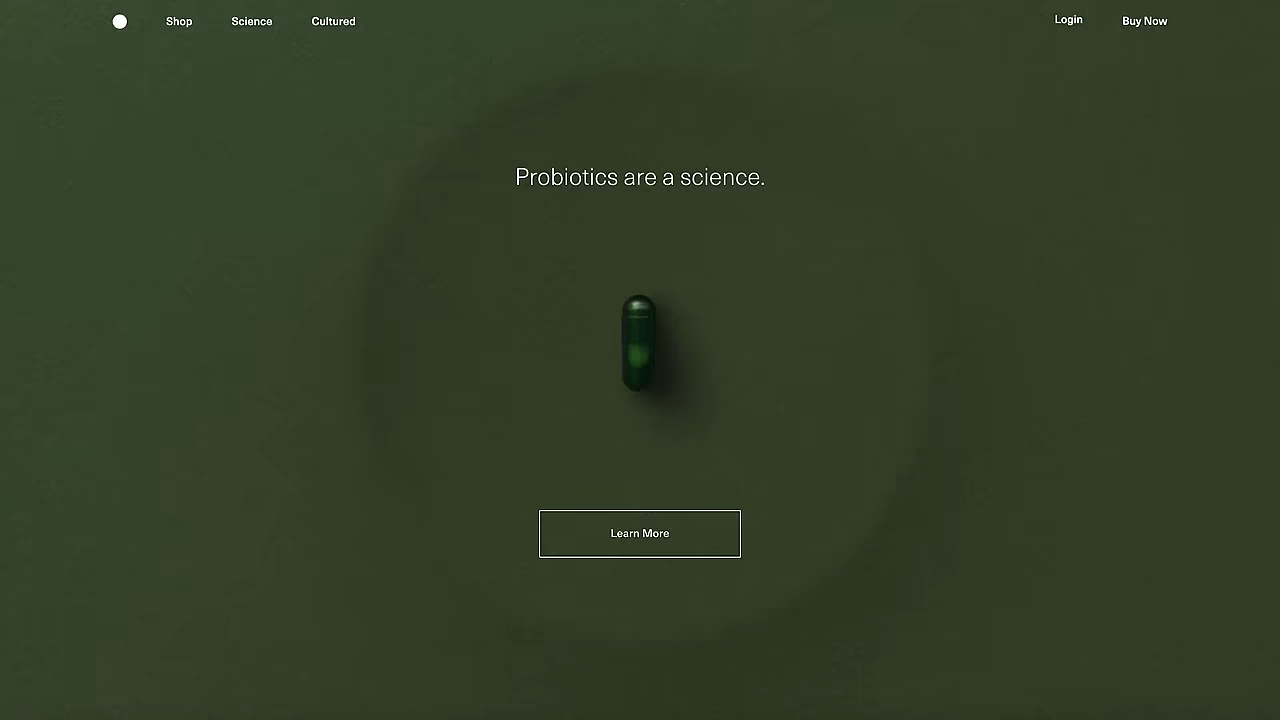 Shop
Science
Cultured
Login
Buy Now
Probiotics are a science.
Learn More